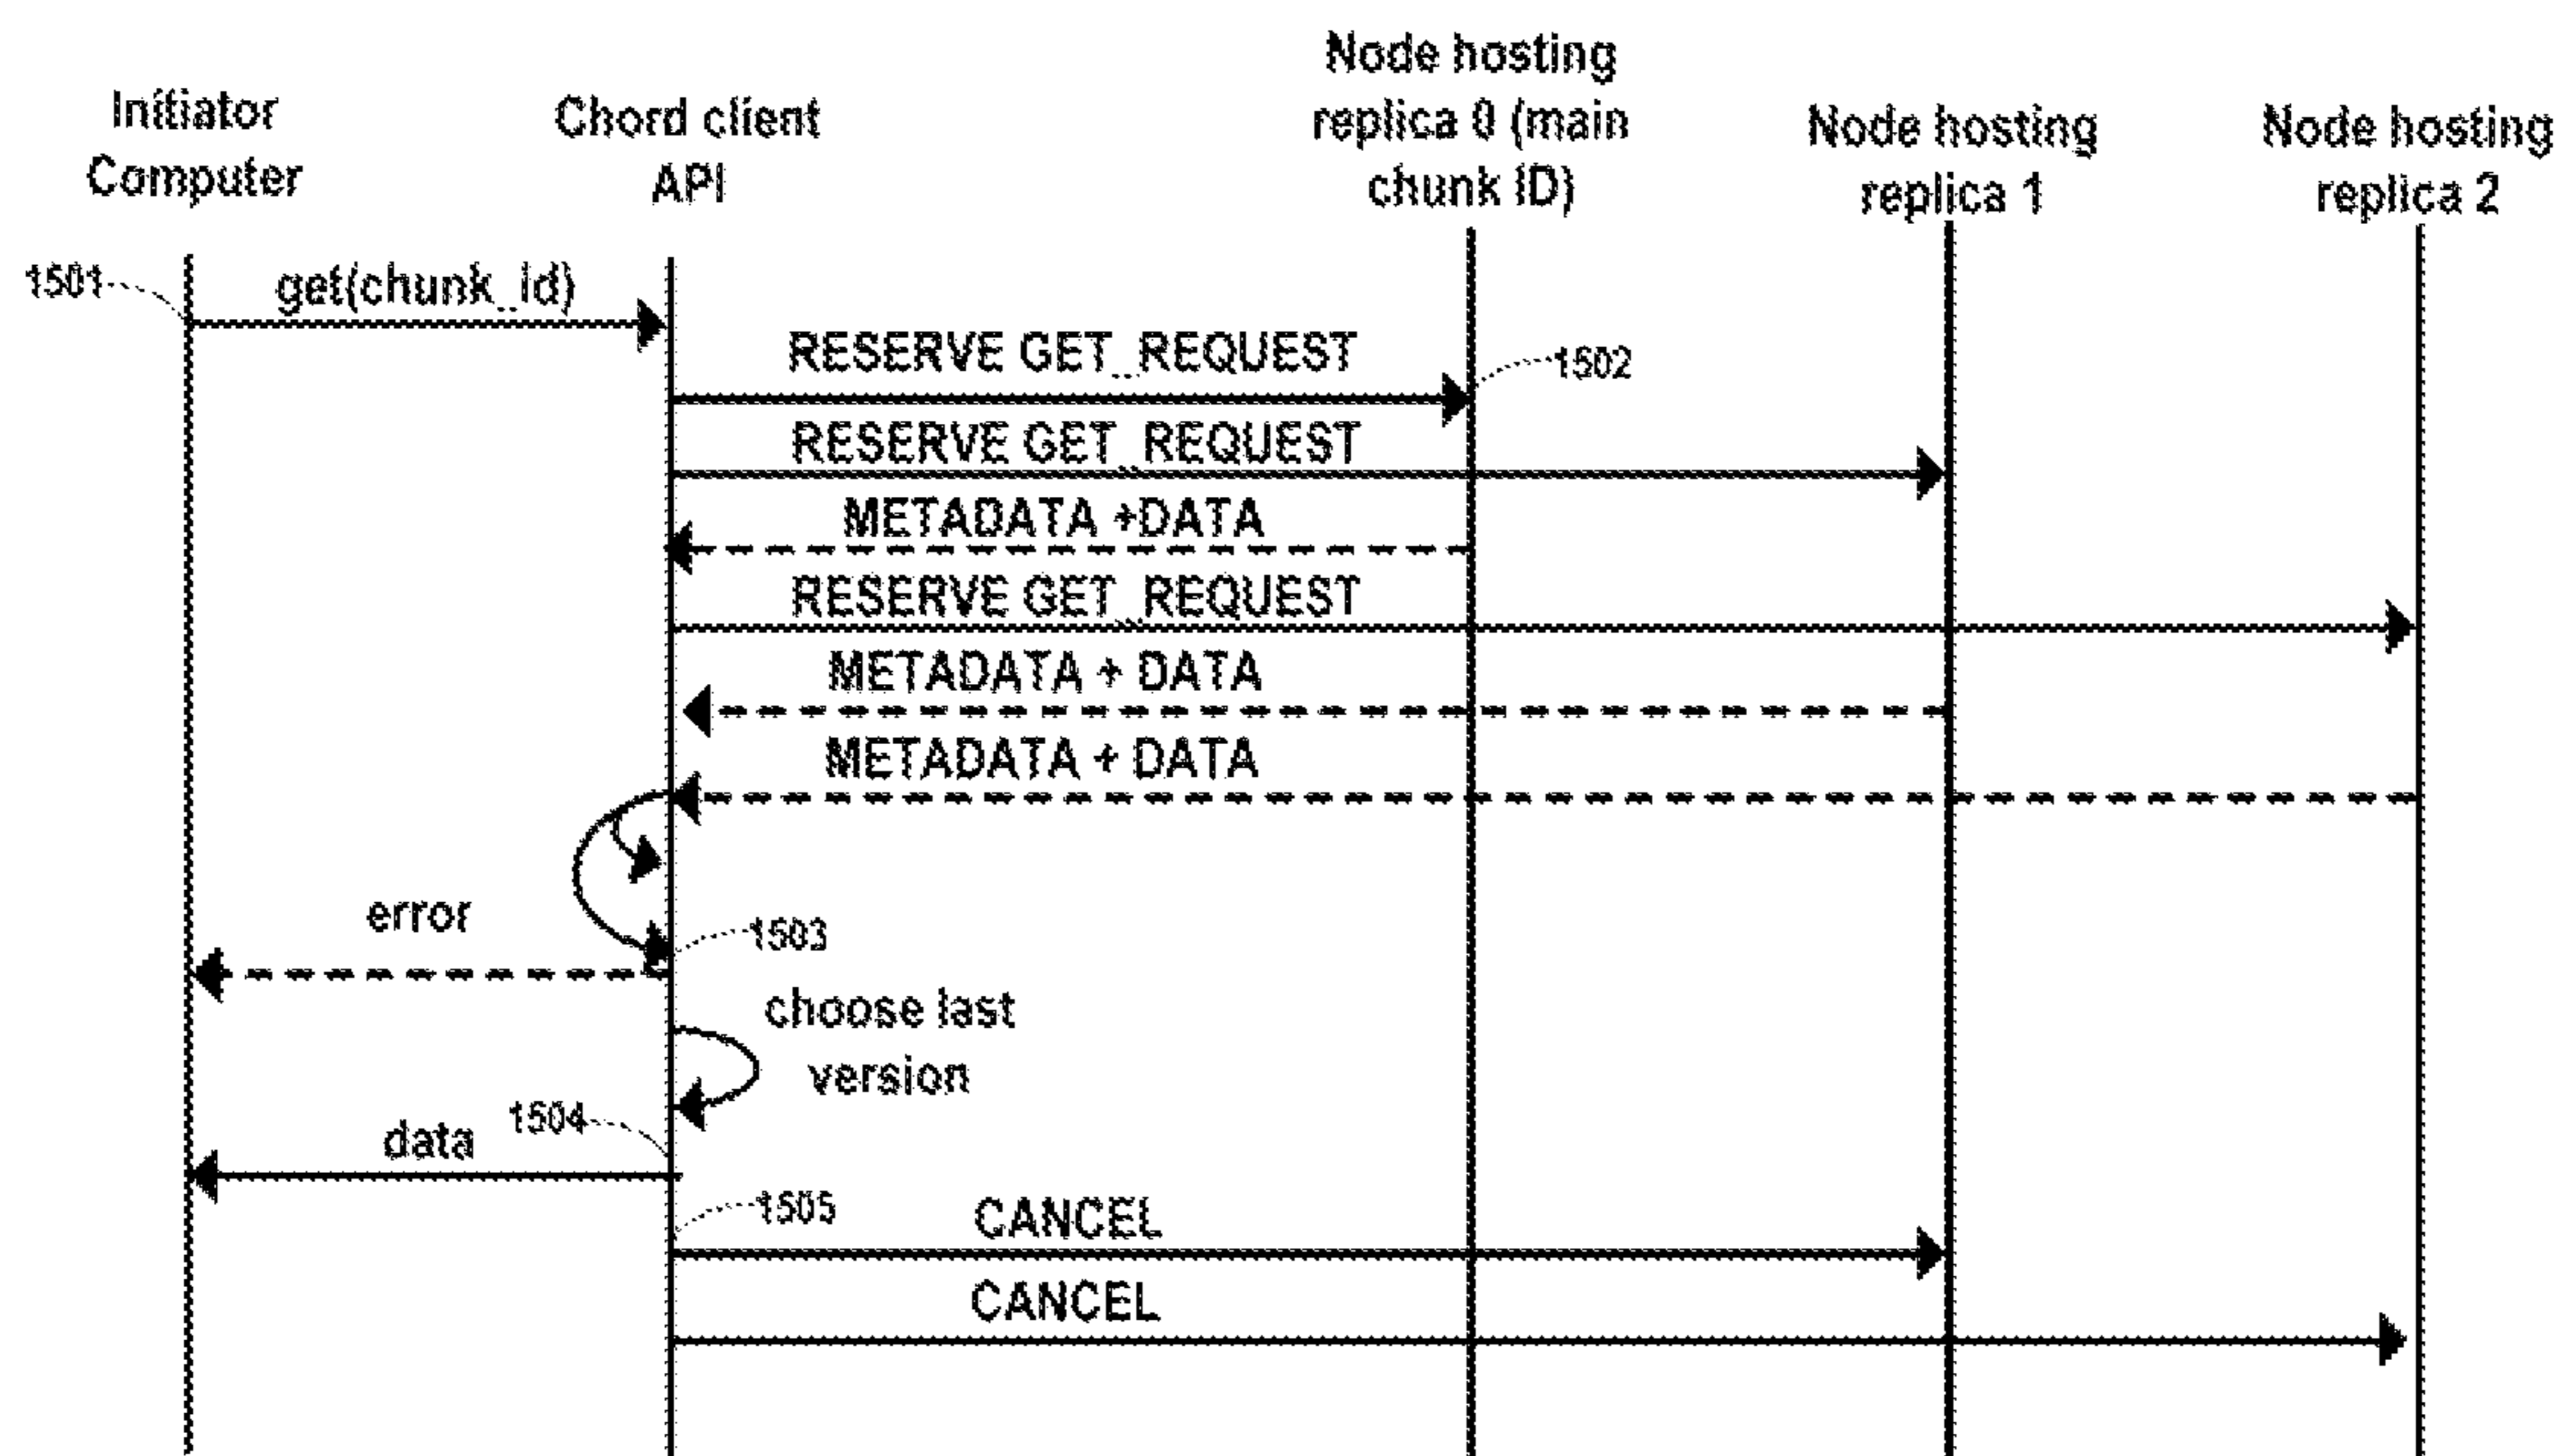 Initiator
Computer
Chord client
API
Node hosting
replica 0 (main
chunk ID)
Node hosting
replica 1
Node hosting
replica 2
1501
get(chunk_id)
RESERVE GET_REQUEST
1502
RESERVE GET_REQUEST
METADATA +DATA
RESERVE GET_REQUEST
METADATA + DATA
METADATA + DATA
error
1503
choose last
version
1504
data
1505
CANCEL
CANCEL